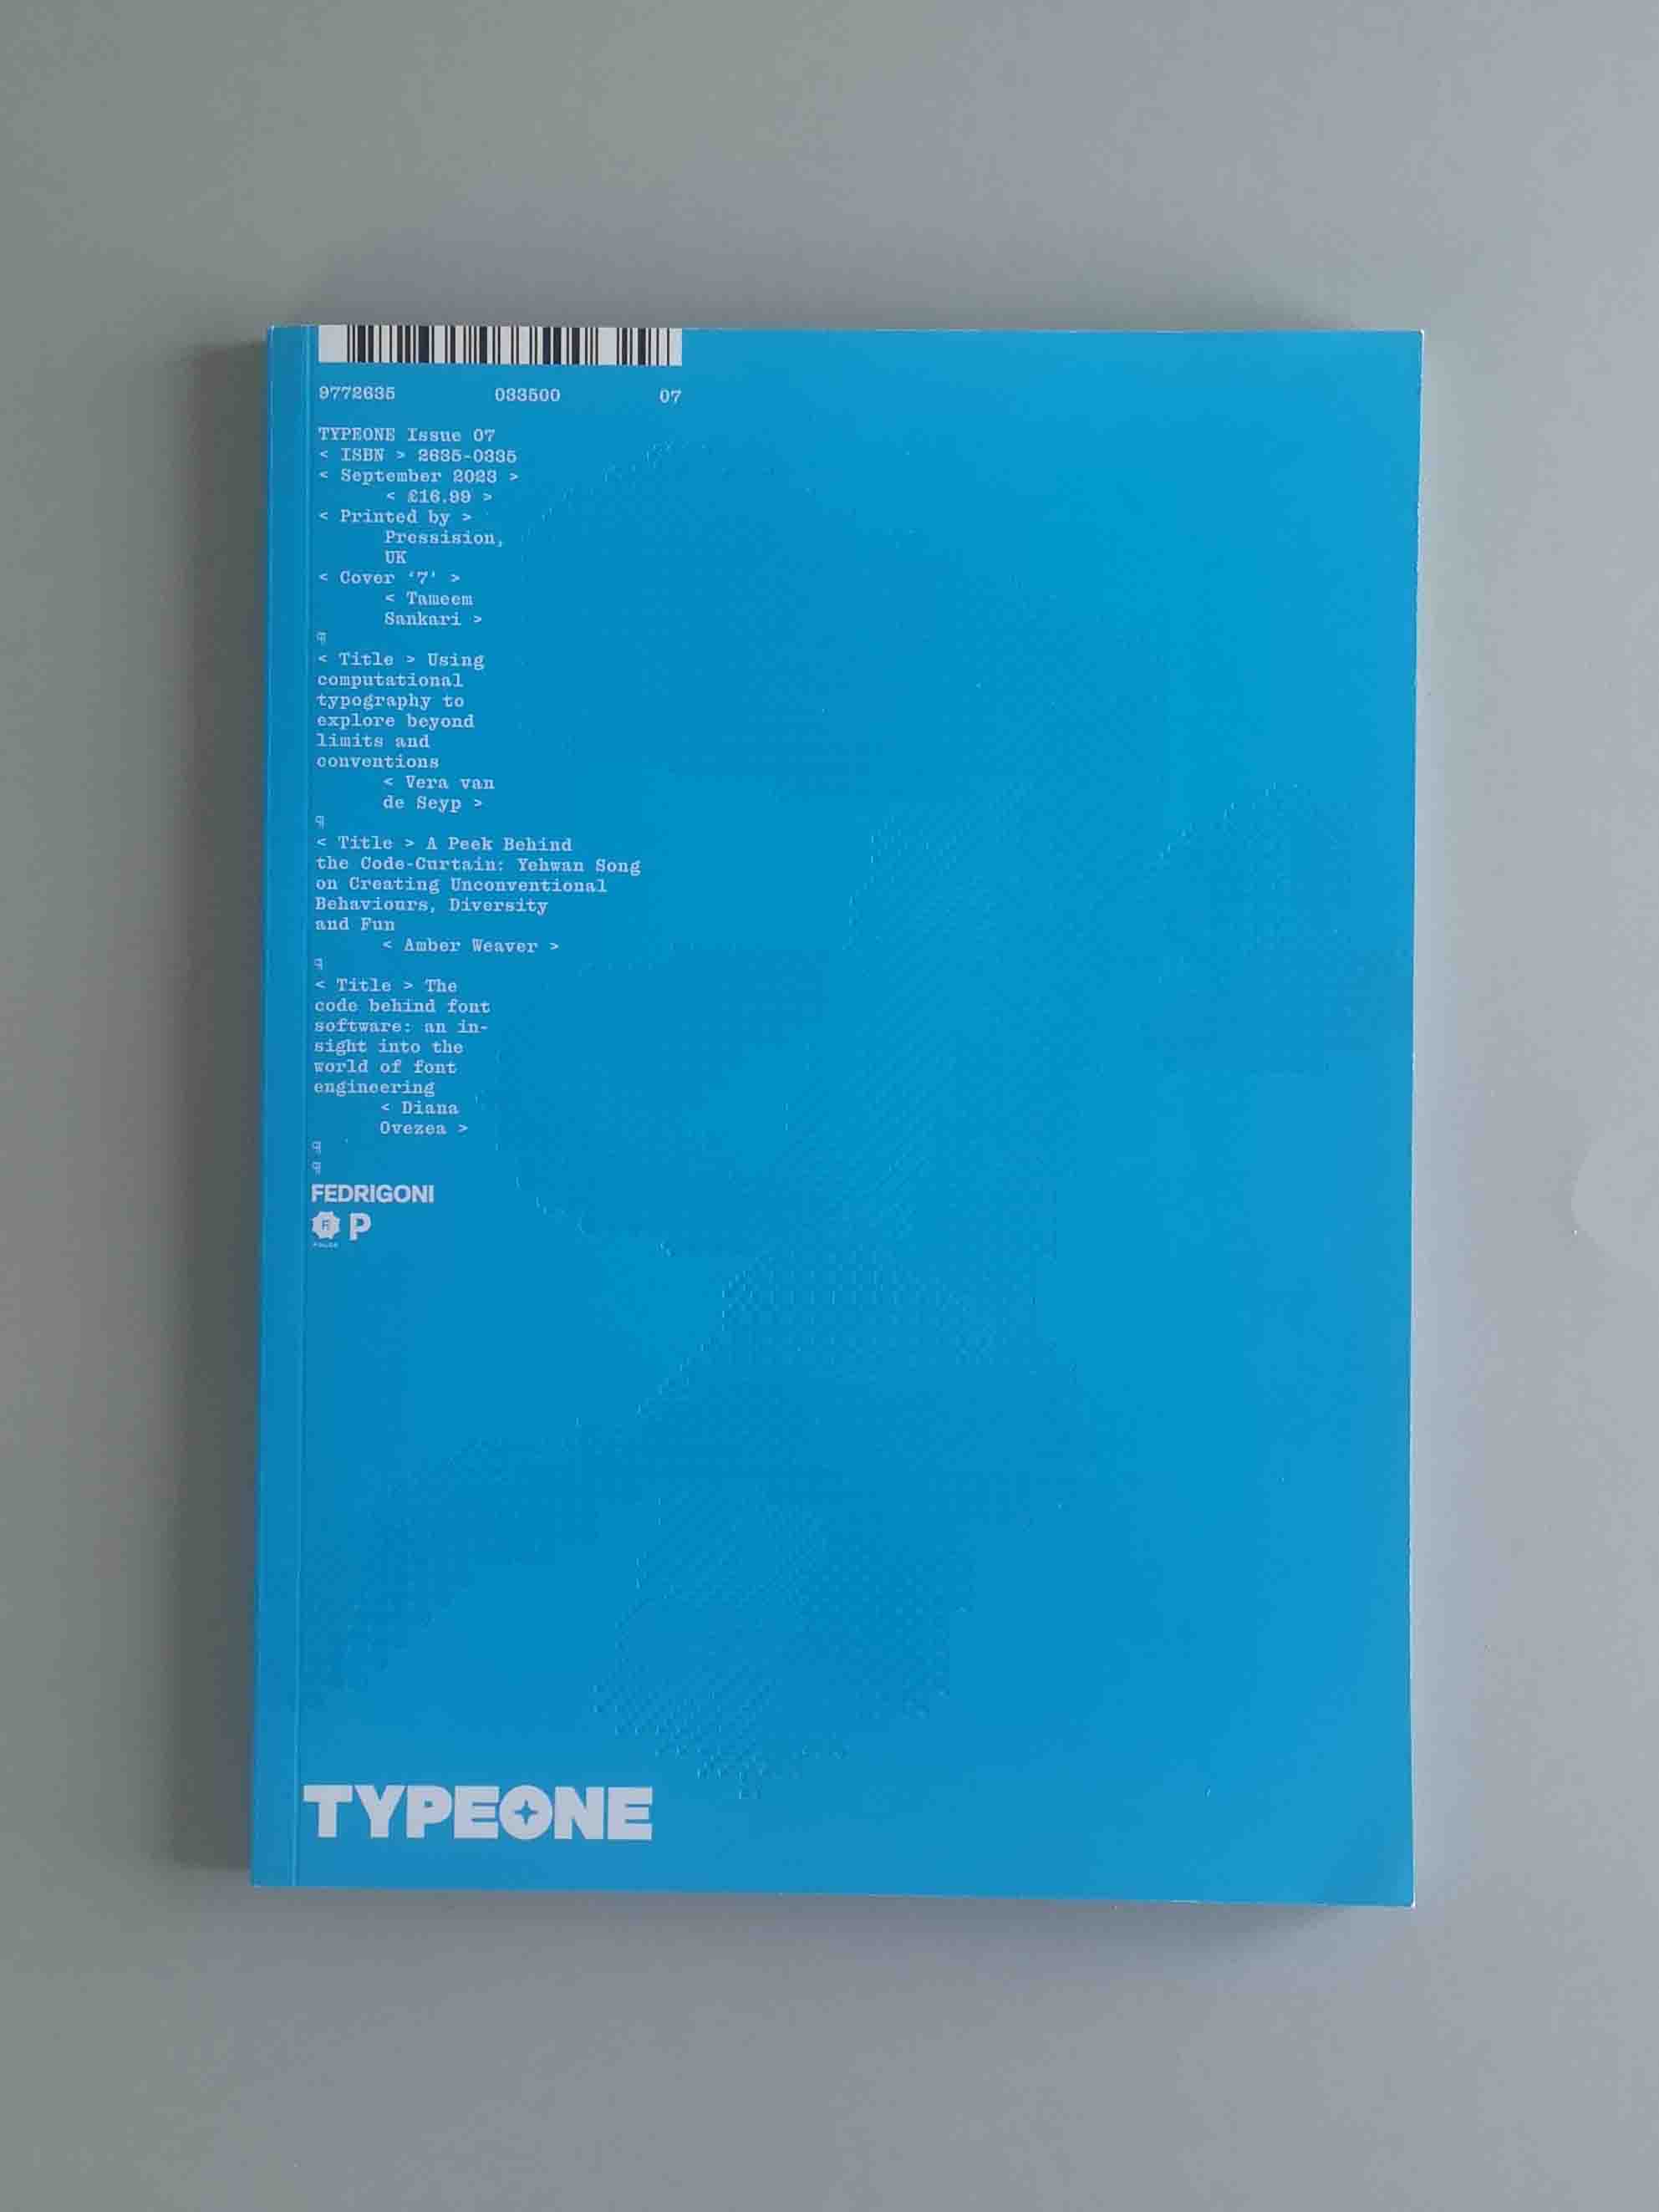 9772635 033500 07
TYPEONE Issue 07
< ISBN > 2635-0335
< September 2023 >
< £16.99 >
< Printed by >
Pressision,
UK
< Cover ‘7’ >
< Tameem
Sankari >
¶
< Title > Using
computational
typography to
explore beyond
limits and
conventions
< Vera van
de Seyp >
¶
< Title > A Peek Behind
the Code-Curtain: Yehwan Song
on Creating Unconventional
Behaviours, Diversity
and Fun
< Amber Weaver >
¶
< Title > The
code behind font
software: an in-
sight into the
world of font
engineering
< Diana
Ovezea >
¶
¶
FEDRIGONI
F P
TYPEONE